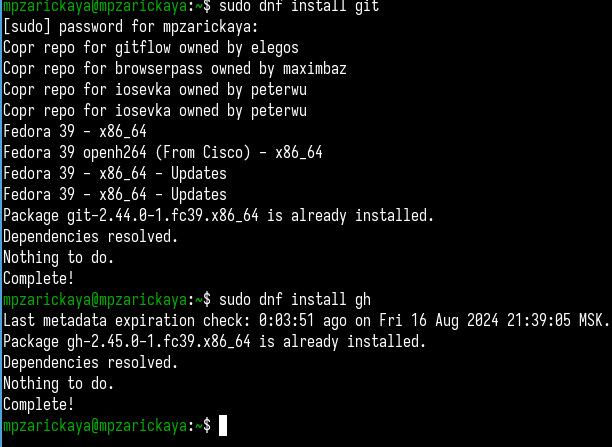 mpzarickaya@mpzarickaya:~$ sudo dnf install git
[sudo] password for mpzarickaya:
Copr repo for gitflow owned by elegos
Copr repo for browserpass owned by maximbaz
Copr repo for iosevka owned by peterwu
Copr repo for iosevka owned by peterwu
Fedora 39 - x86_64
Fedora 39 openh264 (From Cisco) - x86_64
Fedora 39 - x86_64 - Updates
Fedora 39 - x86_64 - Updates
Package git-2.44.0-1.fc39.x86_64 is already installed.
Dependencies resolved.
Nothing to do.
Complete!
mpzarickaya@mpzarickaya:~$ sudo dnf install gh
Last metadata expiration check: 0:03:51 ago on Fri 16 Aug 2024 21:39:05 MSK.
Package gh-2.45.0-1.fc39.x86_64 is already installed.
Dependencies resolved.
Nothing to do.
Complete!
mpzarickaya@mpzarickaya:~$